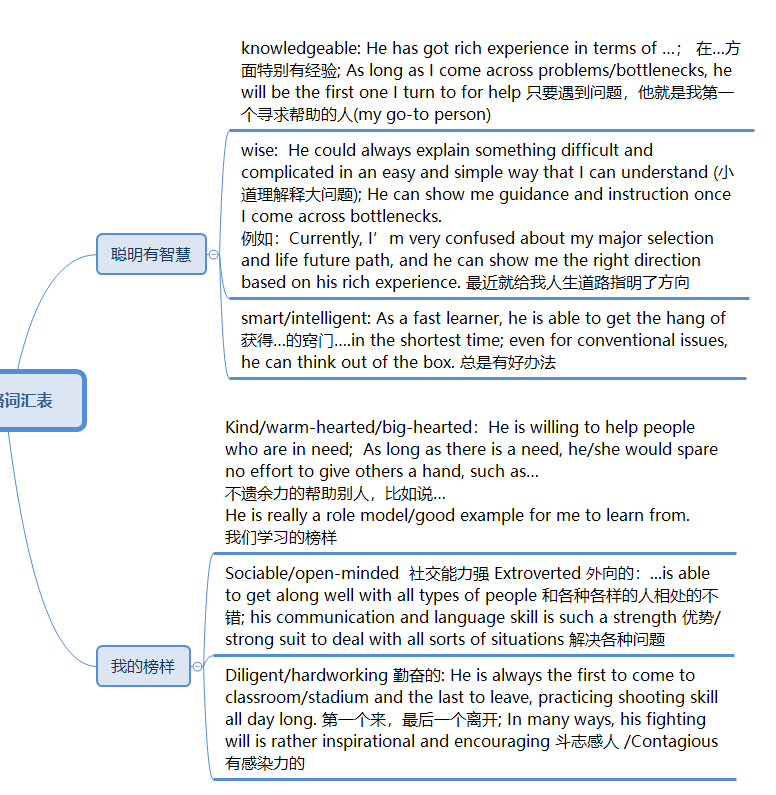 knowledgeable: He has got rich experience in terms of ...； 在...方
面特别有经验; As long as I come across problems/bottlenecks, he
will be the first one I turn to for help 只要遇到问题，他就是我第一
个寻求帮助的人(my go-to person)
wise:  He could always explain something difficult and
complicated in an easy and simple way that I can understand (小
道理解释大问题); He can show me guidance and instruction once
I come across bottlenecks.
例如：Currently, I’m very confused about my major selection
and life future path, and he can show me the right direction
based on his rich experience. 最近就给我人生道路指明了方向
聪明有智慧
smart/intelligent: As a fast learner, he is able to get the hang of
获得...的窍门....in the shortest time; even for conventional issues,
he can think out of the box. 总是有好办法
词汇表
Kind/warm-hearted/big-hearted：He is willing to help people
who are in need;  As long as there is a need, he/she would spare
no effort to give others a hand, such as...
不遗余力的帮助别人，比如说...
He is really a role model/good example for me to learn from.
我们学习的榜样
Sociable/open-minded  社交能力强 Extroverted 外向的：...is able
to get along well with all types of people 和各种各样的人相处的不
错; his communication and language skill is such a strength 优势/
strong suit to deal with all sorts of situations 解决各种问题
我的榜样
Diligent/hardworking 勤奋的: He is always the first to come to
classroom/stadium and the last to leave, practicing shooting skill
all day long. 第一个来，最后一个离开; In many ways, his fighting
will is rather inspirational and encouraging 斗志感人 /Contagious
有感染力的